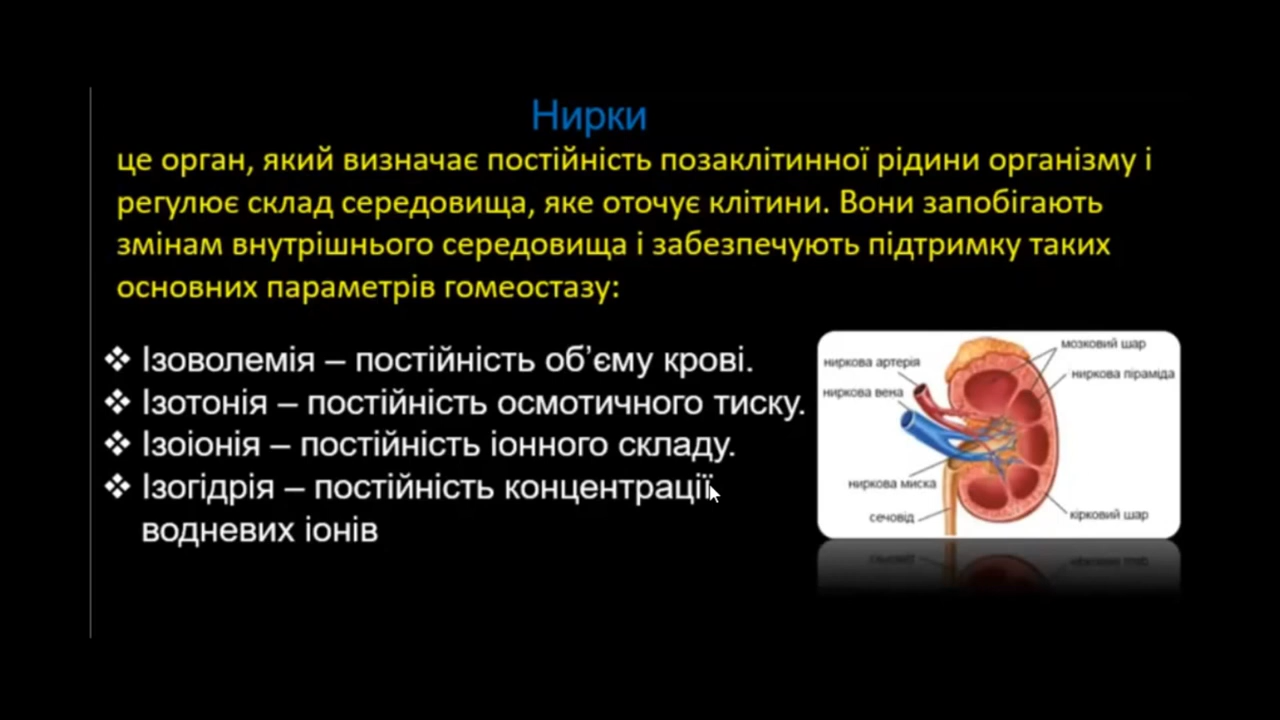 Нирки
це орган, який визначає постійність позаклітинної рідини організму і
регулює склад середовища, яке оточує клітини. Вони запобігають
змінам внутрішнього середовища і забезпечують підтримку таких
основних параметрів гомеостазу:
❖ Ізоволемія – постійність об’єму крові.
❖ Ізотонія – постійність осмотичного тиску.
❖ Ізоіонія – постійність іонного складу.
❖ Ізогідрія – постійність концентрації
водневих іонів
мозковий шар
ниркова артерія
ниркова піраміда
ниркова вена
ниркова миска
сечовід
кірковий шар